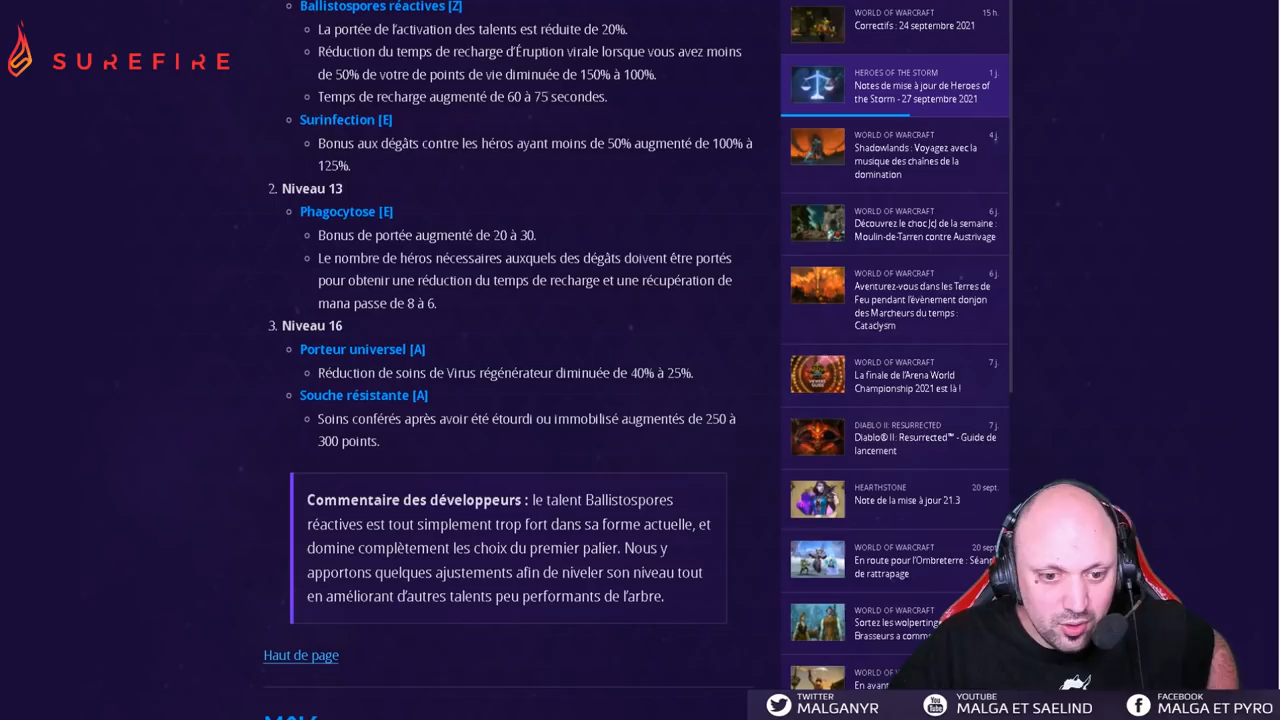 SUREFIRE
Ballistospores réactives [Z]
La portée de l'activation des talents est réduite de 20%.
Réduction du temps de recharge d'Éruption virale lorsque vous avez moins
de 50% de votre de points de vie diminuée de 150% à 100%.
Temps de recharge augmenté de 60 à 75 secondes.
Surinfection [E]
Bonus aux dégâts contre les héros ayant moins de 50% augmenté de 100% à
125%.
2. Niveau 13
Phagocytose [E]
Bonus de portée augmenté de 20 à 30.
Le nombre de héros nécessaires auxquels des dégâts doivent être portés
pour obtenir une réduction du temps de recharge et une récupération de
mana passe de 8 à 6.
3. Niveau 16
Porteur universel [A]
Réduction de soins de Virus régénérateur diminuée de 40% à 25%.
Souche résistante [A]
Soins conférés après avoir été étourdi ou immobilisé augmentés de 250 à
300 points.
Commentaire des développeurs : le talent Ballistospores
réactives est tout simplement trop fort dans sa forme actuelle, et
domine complètement les choix du premier palier. Nous y
apportons quelques ajustements afin de niveler son niveau tout
en améliorant d'autres talents peu performants de l'arbre.
Haut de page
WORLD OF WARCRAFT 15 h.
Correctifs : 24 septembre 2021
HEROES OF THE STORM 1 j.
Notes de mise à jour de Heroes of
the Storm - 27 septembre 2021
WORLD OF WARCRAFT 4 j.
Shadowlands : Voyagez avec la
musique des chaînes de la
domination
WORLD OF WARCRAFT 6 j.
Découvrez le choc JcJ de la semaine :
Moulin-de-Tarren contre Austrivage
WORLD OF WARCRAFT 6 j.
Aventurez-vous dans les Terres de
Feu pendant l'évènement donjon
des Marcheurs du temps :
Cataclysm
WORLD OF WARCRAFT 7 j.
La finale de l'Arena World
Championship 2021 est là !
DIABLO II: RESURRECTED 7 j.
Diablo® II: Resurrected™ - Guide de
lancement
HEARTHSTONE 20 sept.
Note de la mise à jour 21.3
WORLD OF WARCRAFT 20 sept.
En route pour l'Ombreterre : Séance
de rattrapage
WORLD OF WARCRAFT
Sortez les
Brasseurs a
WORLD OF
En avant
TWITTER
MALGANYR
YOUTUBE
MALGA ET SAELIND
FACEBOOK
MALGA ET PYRO